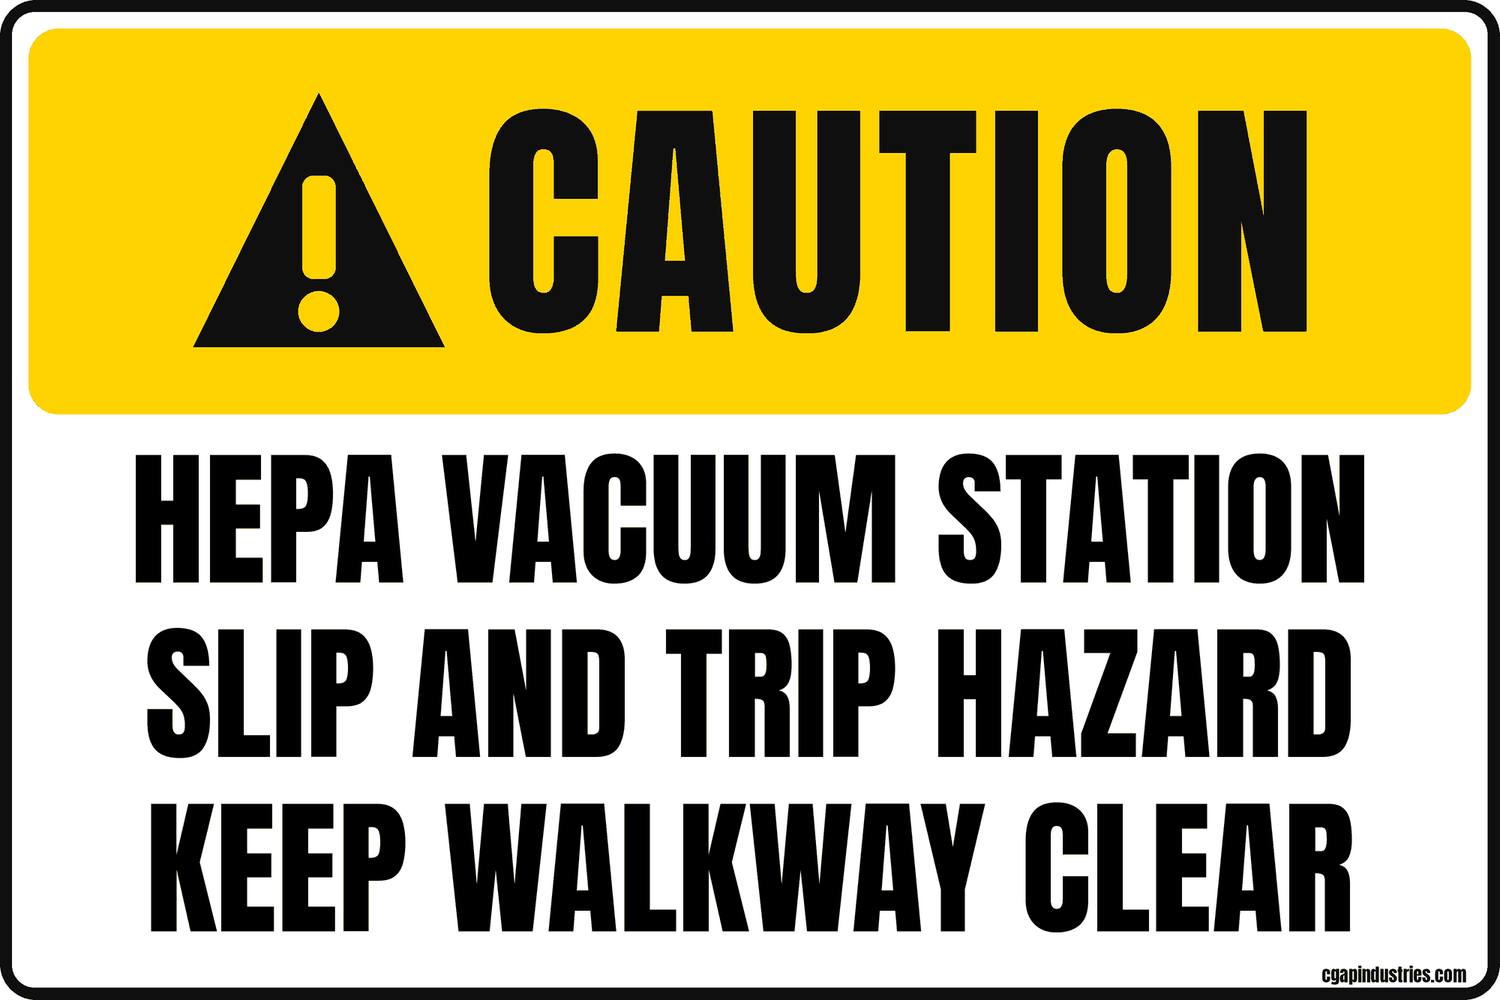 CAUTION
HEPA VACUUM STATION
SLIP AND TRIP HAZARD
KEEP WALKWAY CLEAR
cgapindustries.com